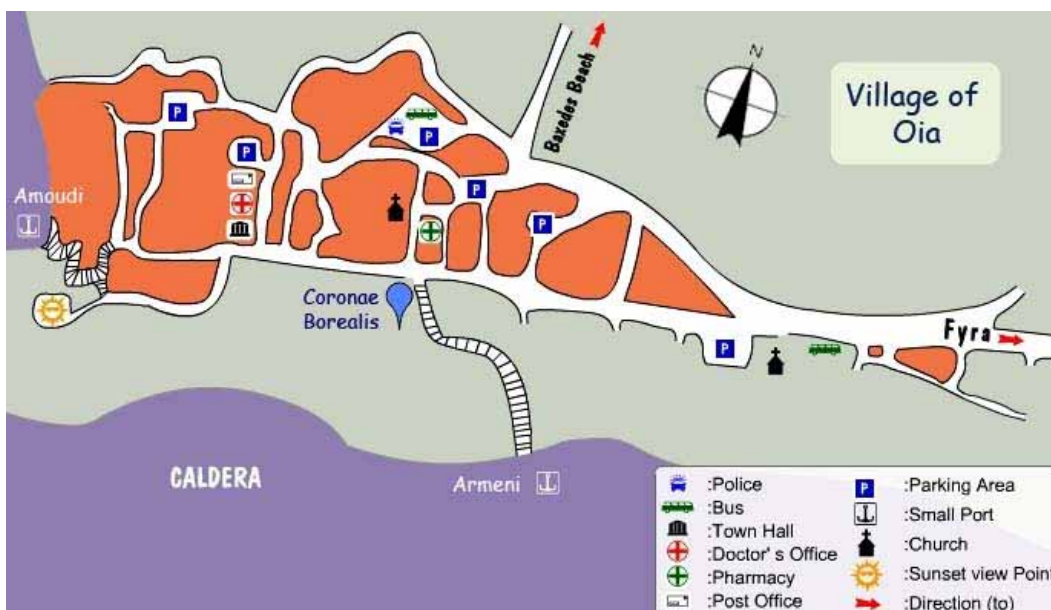 N
Village of
Oia
Baxedes Beach
P
P
P
P
P
Amoudi
Coronae
Borealis
Fyra
P
CALDERA
Armeni
:Police
:Bus
:Town Hall
:Doctor' s Office
:Pharmacy
:Post Office
P :Parking Area
:Small Port
:Church
:Sunset view Point
:Direction (to)